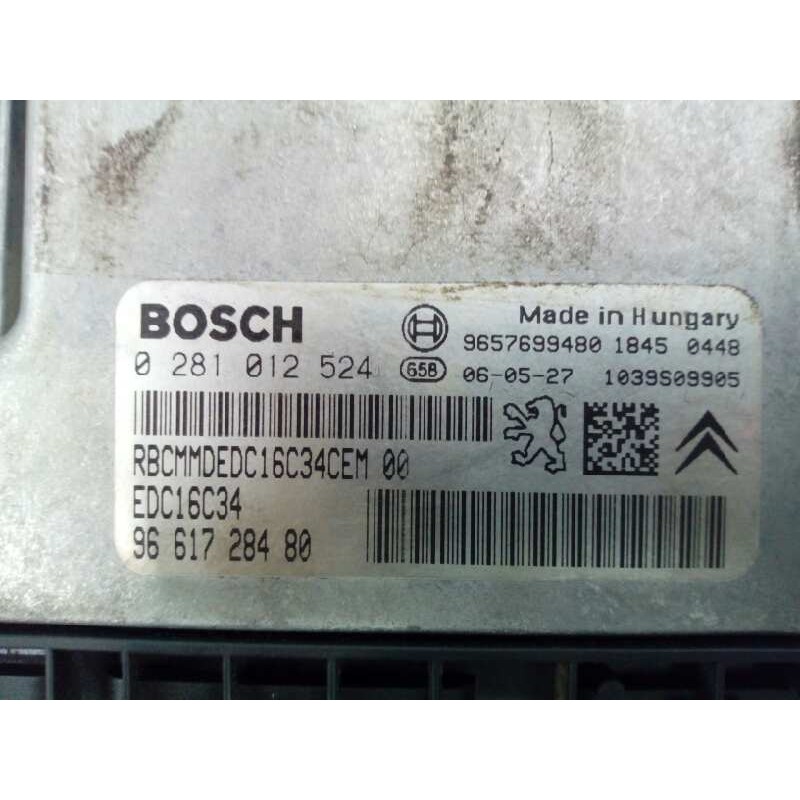 BOSCH
Made in Hungary
9657699480 1845 0448
0 281 012 524
658
06-05-27 1039S09905
RBCMMDEDC16C34CEM 00
EDC16C34
96 617 284 80